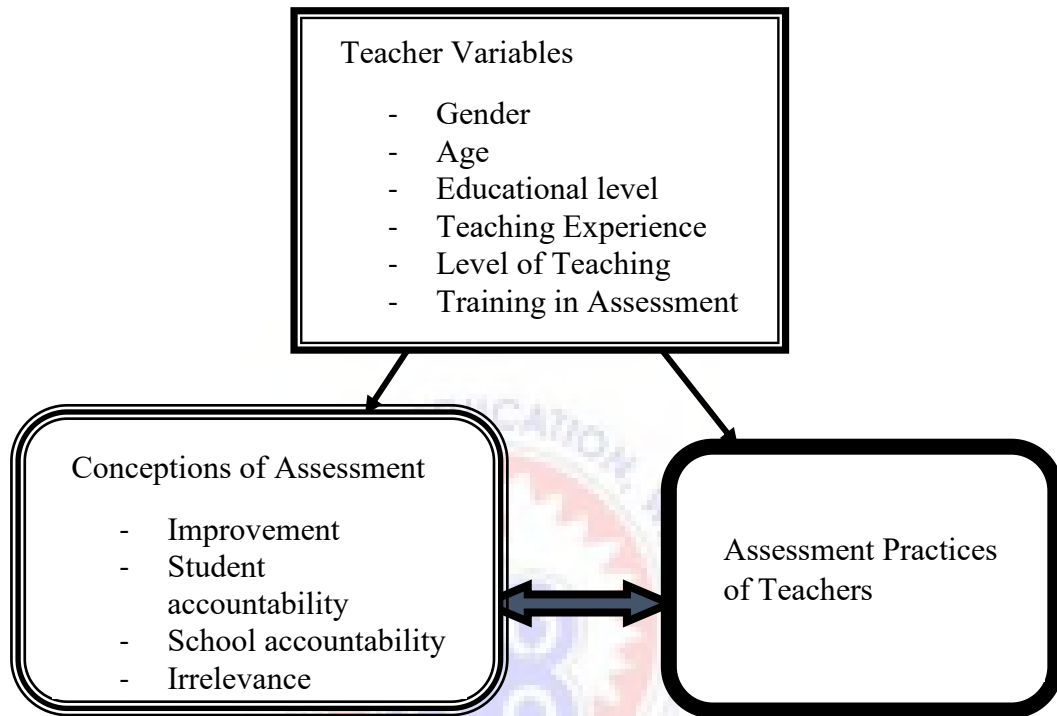 Teacher Variables
- Gender
- Age
- Educational level
- Teaching Experience
- Level of Teaching
- Training in Assessment
Conceptions of Assessment
- Improvement
- Student
accountability
- School accountability
- Irrelevance
Assessment Practices
of Teachers